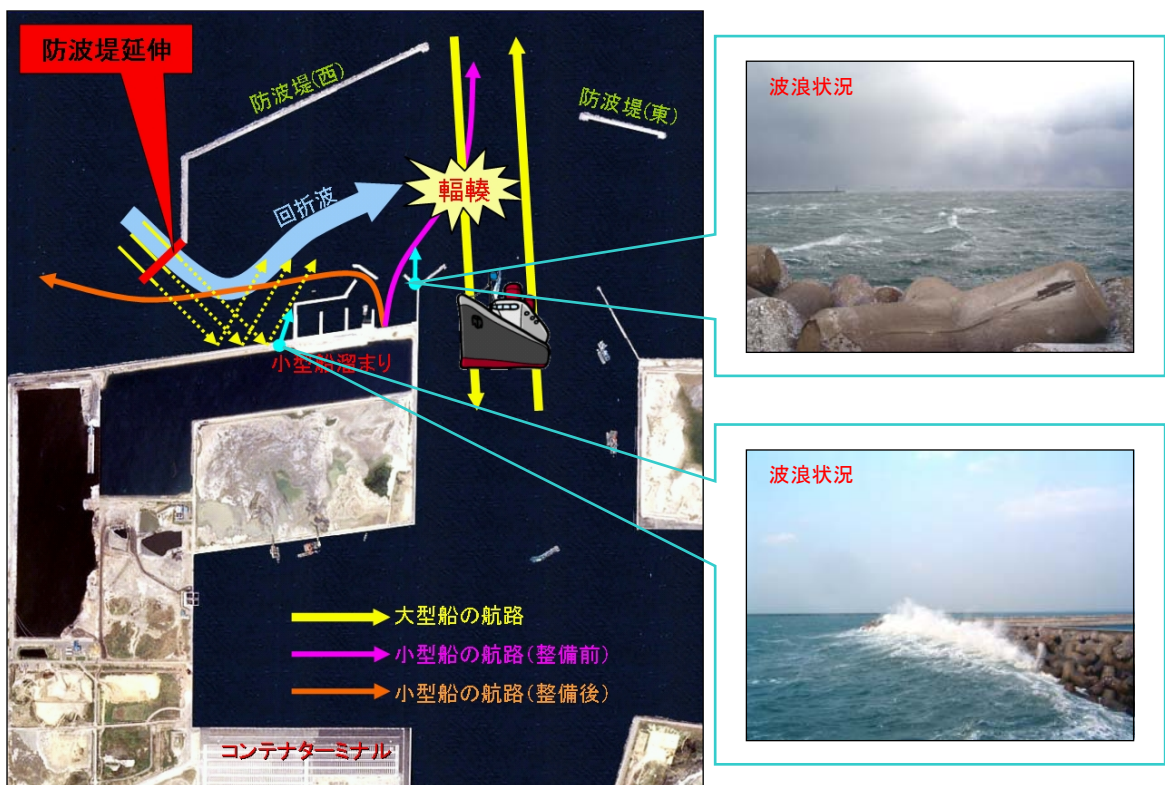 防波堤延伸
防波堤(西)
防波堤(東)
輻輳
回折波
小型船溜まり
大型船の航路
小型船の航路(整備前)
小型船の航路(整備後)
コンテナターミナル
波浪状況
波浪状況